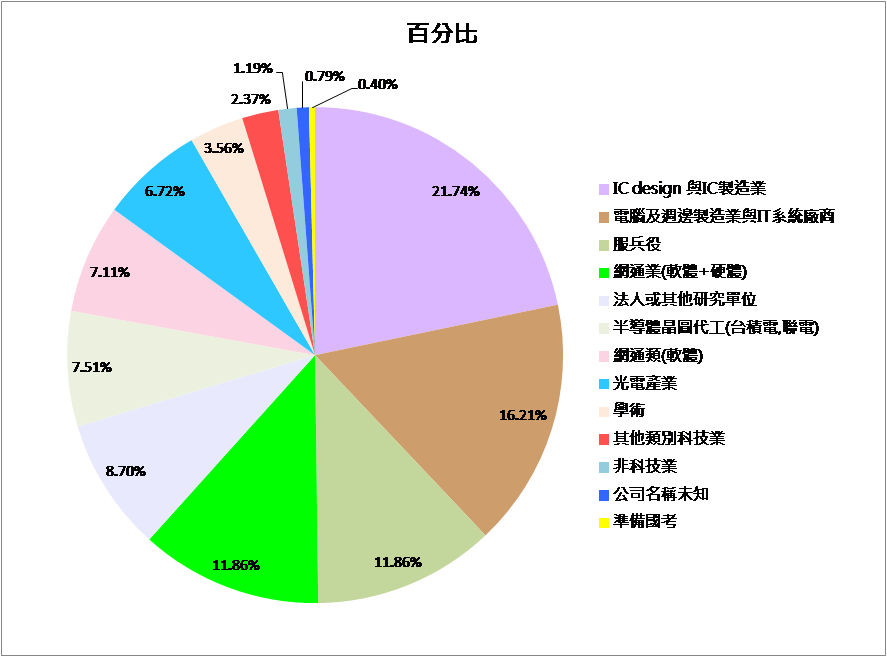 百分比
1.19%
0.79%
0.40%
2.37%
3.56%
6.72%
7.11%
7.51%
8.70%
11.86%
11.86%
16.21%
21.74%
IC design 與IC製造業
電腦及週邊製造業與IT系統廠商
服兵役
網通業(軟體+硬體)
法人或其他研究單位
半導體晶圓代工(台積電,聯電)
網通類(軟體)
光電產業
學術
其他類別科技業
非科技業
公司名稱未知
準備國考